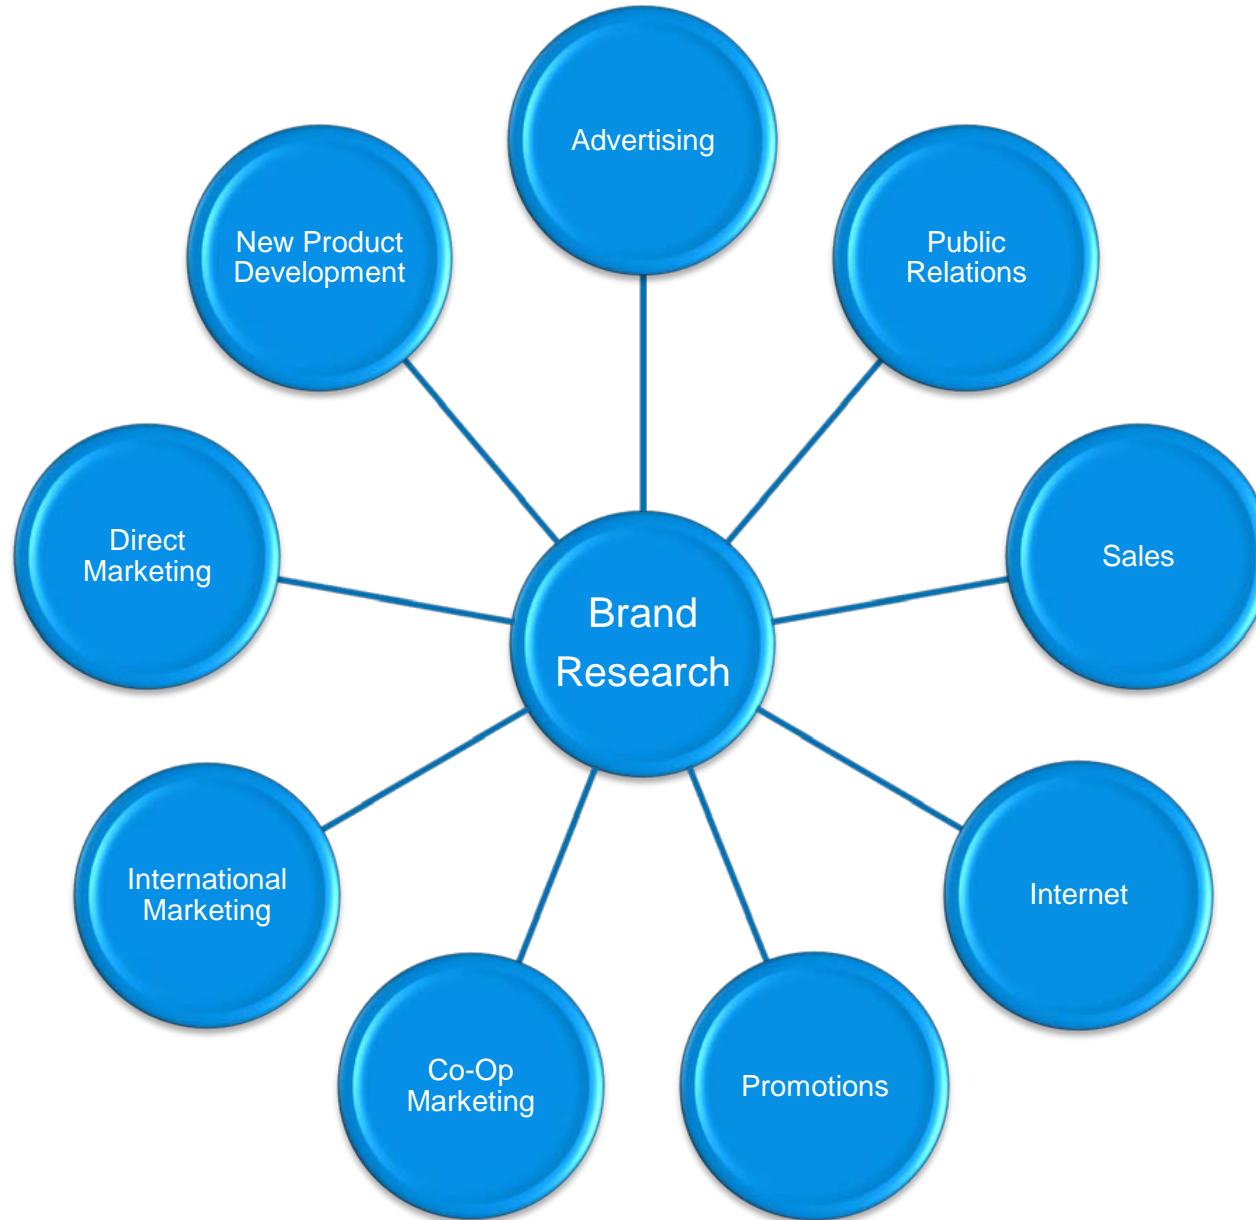 Advertising
New Product
Development
Public
Relations
Direct
Marketing
Sales
Brand
Research
International
Marketing
Internet
Co-Op
Marketing
Promotions